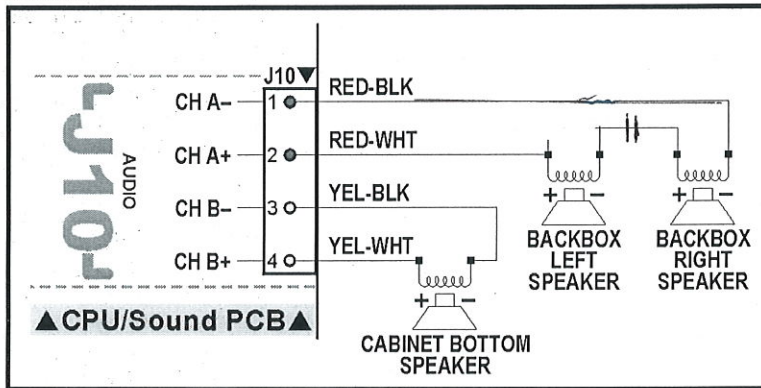 J10▼
CH A– 1 RED-BLK
CH A+ 2 RED-WHT
CH B– 3 YEL-BLK
CH B+ 4 YEL-WHT
J10
AUDIO
+ –
BACKBOX
LEFT
SPEAKER
+ –
BACKBOX
RIGHT
SPEAKER
+ –
CABINET BOTTOM
SPEAKER
▲CPU/Sound PCB▲